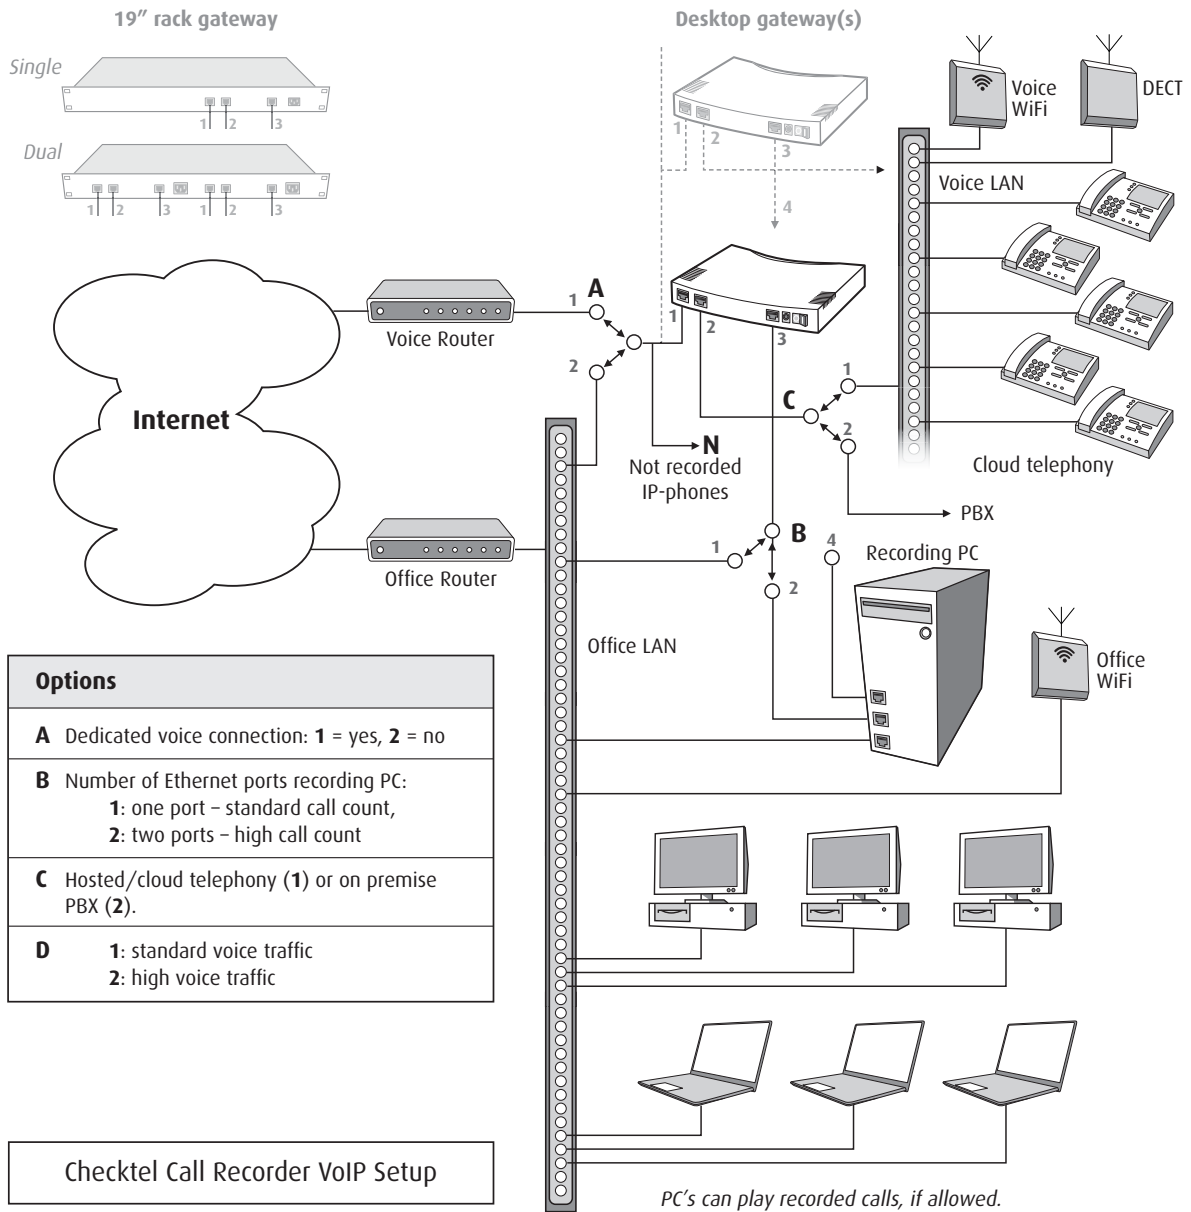 19" rack gateway
Desktop gateway(s)
Single
1 2 3
Dual
1 2 3 1 2 3
1 2 3
4
Voice
WiFi
DECT
Voice LAN
1 A
Voice Router
2
1 2 3
Internet
C 1
2
N
Not recorded
IP-phones
Cloud telephony
PBX
B
1
2
4
Recording PC
Office Router
Office LAN
Office
WiFi
Options
A Dedicated voice connection: 1 = yes, 2 = no
B Number of Ethernet ports recording PC:
1: one port – standard call count,
2: two ports – high call count
C Hosted/cloud telephony (1) or on premise
PBX (2).
D 1: standard voice traffic
2: high voice traffic
Checktel Call Recorder VoIP Setup
PC's can play recorded calls, if allowed.